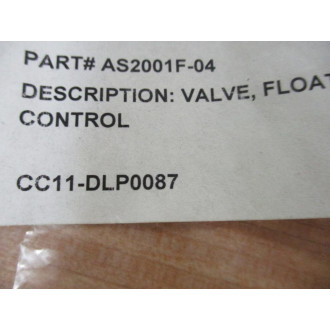 PART# AS2001F-04
DESCRIPTION: VALVE, FLOAT
CONTROL
CC11-DLP0087